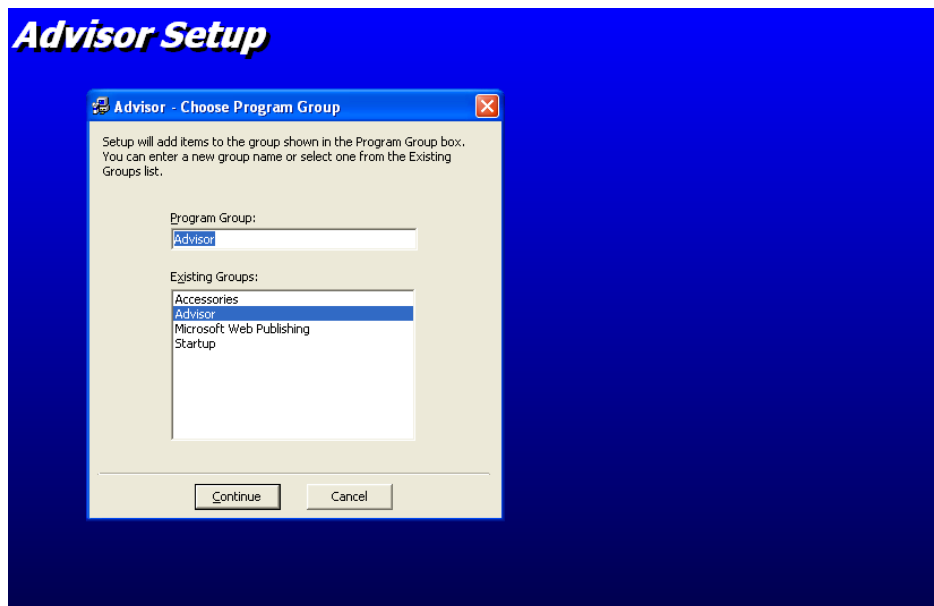 Advisor Setup
Advisor - Choose Program Group
Setup will add items to the group shown in the Program Group box.
You can enter a new group name or select one from the Existing
Groups list.
Program Group:
Advisor
Existing Groups:
Accessories
Advisor
Microsoft Web Publishing
Startup
Continue
Cancel